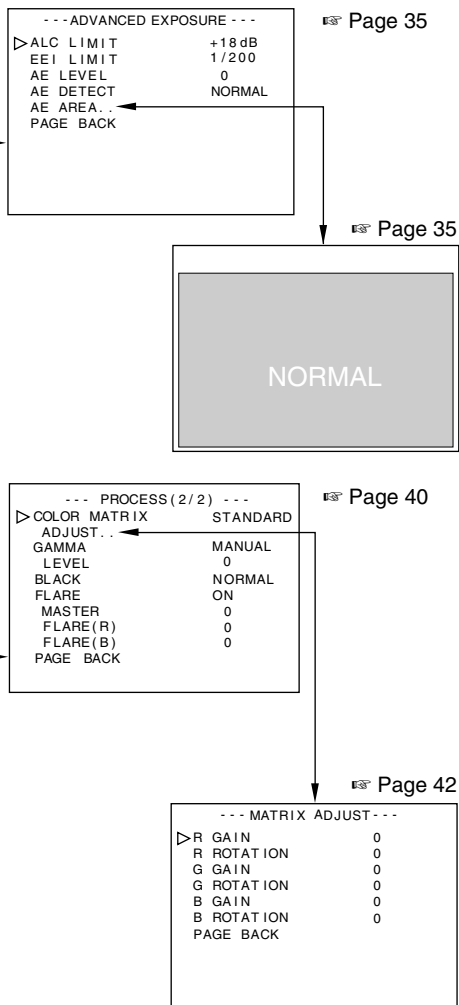 ---ADVANCED EXPOSURE---
☞ Page 35
▷ALC LIMIT +18dB
EEI LIMIT 1/200
AE LEVEL 0
AE DETECT NORMAL
AE AREA..
PAGE BACK
☞ Page 35
NORMAL
--- PROCESS(2/2) ---
☞ Page 40
▷COLOR MATRIX STANDARD
ADJUST..
GAMMA MANUAL
LEVEL 0
BLACK NORMAL
FLARE ON
MASTER 0
FLARE(R) 0
FLARE(B) 0
PAGE BACK
☞ Page 42
---MATRIX ADJUST---
▷R GAIN 0
R ROTATION 0
G GAIN 0
G ROTATION 0
B GAIN 0
B ROTATION 0
PAGE BACK